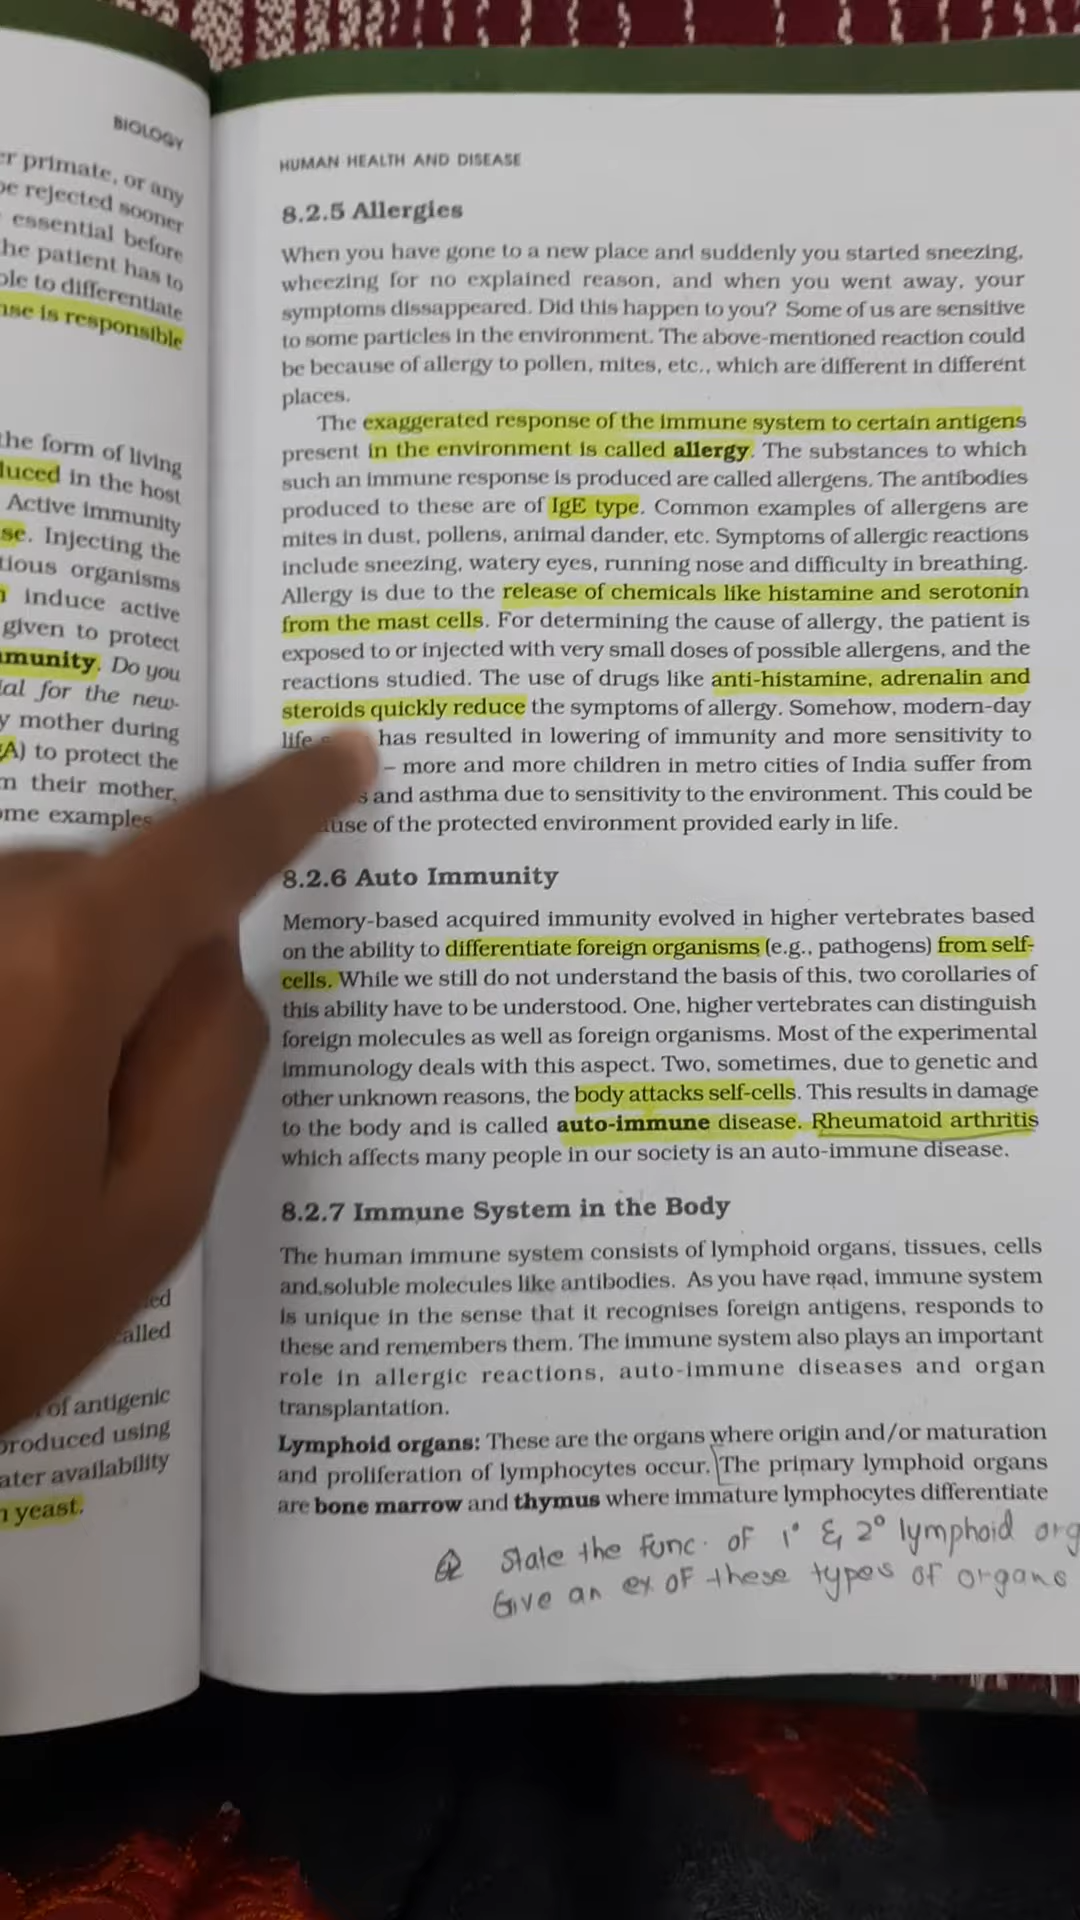 BIOLOGY
er primate, or any
be rejected sooner
essential before
he patient has to
ble to differentiate
nse is responsible
the form of living
duced in the host
Active immunity
se. Injecting the
tious organisms
n induce active
given to protect
mmunity. Do you
ial for the new-
y mother during
gA) to protect the
m their mother,
ome examples
ed
called
of antigenic
produced using
ater availability
n yeast.
HUMAN HEALTH AND DISEASE
8.2.5 Allergies
When you have gone to a new place and suddenly you started sneezing,
wheezing for no explained reason, and when you went away, your
symptoms dissappeared. Did this happen to you? Some of us are sensitive
to some particles in the environment. The above-mentioned reaction could
be because of allergy to pollen, mites, etc., which are different in different
places.
The exaggerated response of the immune system to certain antigens
present in the environment is called allergy. The substances to which
such an immune response is produced are called allergens. The antibodies
produced to these are of IgE type. Common examples of allergens are
mites in dust, pollens, animal dander, etc. Symptoms of allergic reactions
include sneezing, watery eyes, running nose and difficulty in breathing.
Allergy is due to the release of chemicals like histamine and serotonin
from the mast cells. For determining the cause of allergy, the patient is
exposed to or injected with very small doses of possible allergens, and the
reactions studied. The use of drugs like anti-histamine, adrenalin and
steroids quickly reduce the symptoms of allergy. Somehow, modern-day
life has resulted in lowering of immunity and more sensitivity to
– more and more children in metro cities of India suffer from
and asthma due to sensitivity to the environment. This could be
use of the protected environment provided early in life.
8.2.6 Auto Immunity
Memory-based acquired immunity evolved in higher vertebrates based
on the ability to differentiate foreign organisms (e.g., pathogens) from self-
cells. While we still do not understand the basis of this, two corollaries of
this ability have to be understood. One, higher vertebrates can distinguish
foreign molecules as well as foreign organisms. Most of the experimental
immunology deals with this aspect. Two, sometimes, due to genetic and
other unknown reasons, the body attacks self-cells. This results in damage
to the body and is called auto-immune disease. Rheumatoid arthritis
which affects many people in our society is an auto-immune disease.
8.2.7 Immune System in the Body
The human immune system consists of lymphoid organs, tissues, cells
and soluble molecules like antibodies. As you have read, immune system
is unique in the sense that it recognises foreign antigens, responds to
these and remembers them. The immune system also plays an important
role in allergic reactions, auto-immune diseases and organ
transplantation.
Lymphoid organs: These are the organs where origin and/or maturation
and proliferation of lymphocytes occur. The primary lymphoid organs
are bone marrow and thymus where immature lymphocytes differentiate
Q State the func. of 1° & 2° lymphoid org
Give an ex of these types of organs